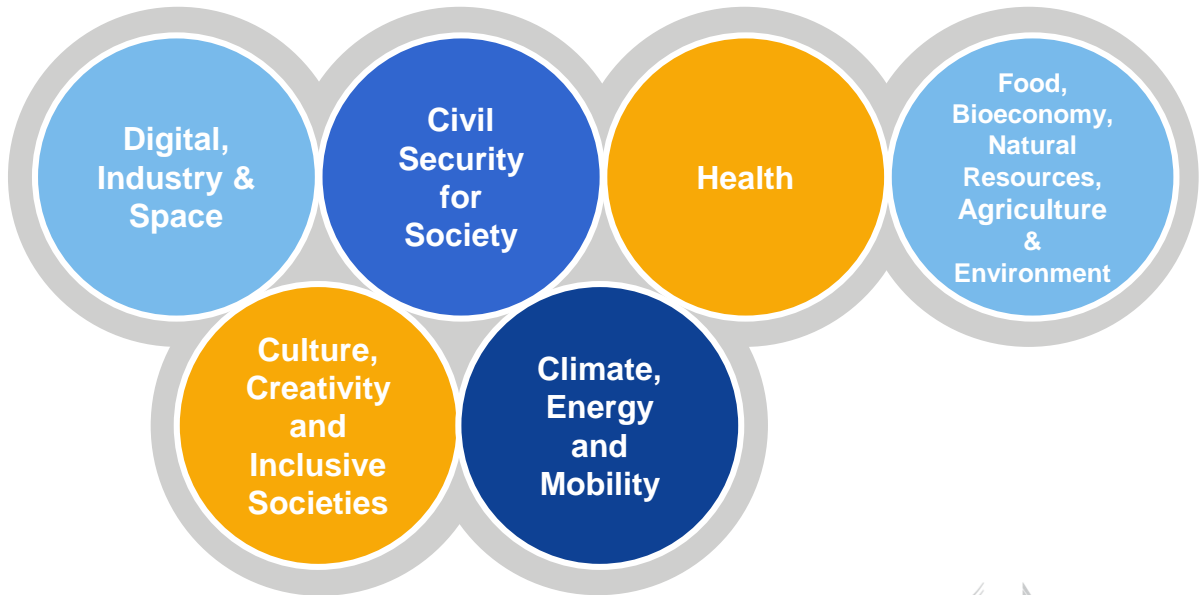 Digital,
Industry &
Space
Civil
Security
for
Society
Health
Food,
Bioeconomy,
Natural
Resources,
Agriculture
&
Environment
Culture,
Creativity
and
Inclusive
Societies
Climate,
Energy
and
Mobility